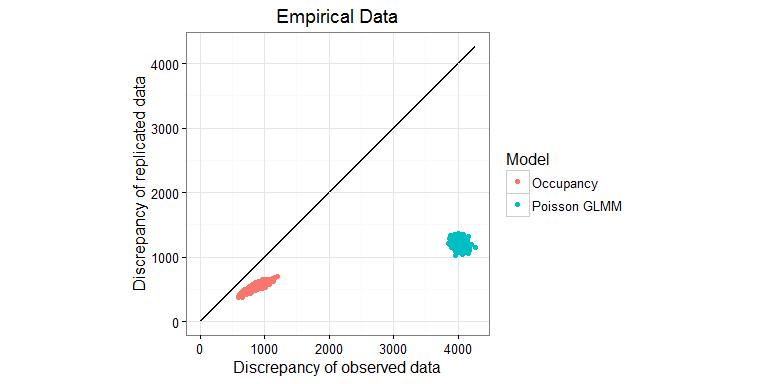 Empirical Data
Discrepancy of replicated data
4000
3000
2000
1000
0
0 1000 2000 3000 4000
Discrepancy of observed data
Model
Occupancy
Poisson GLMM